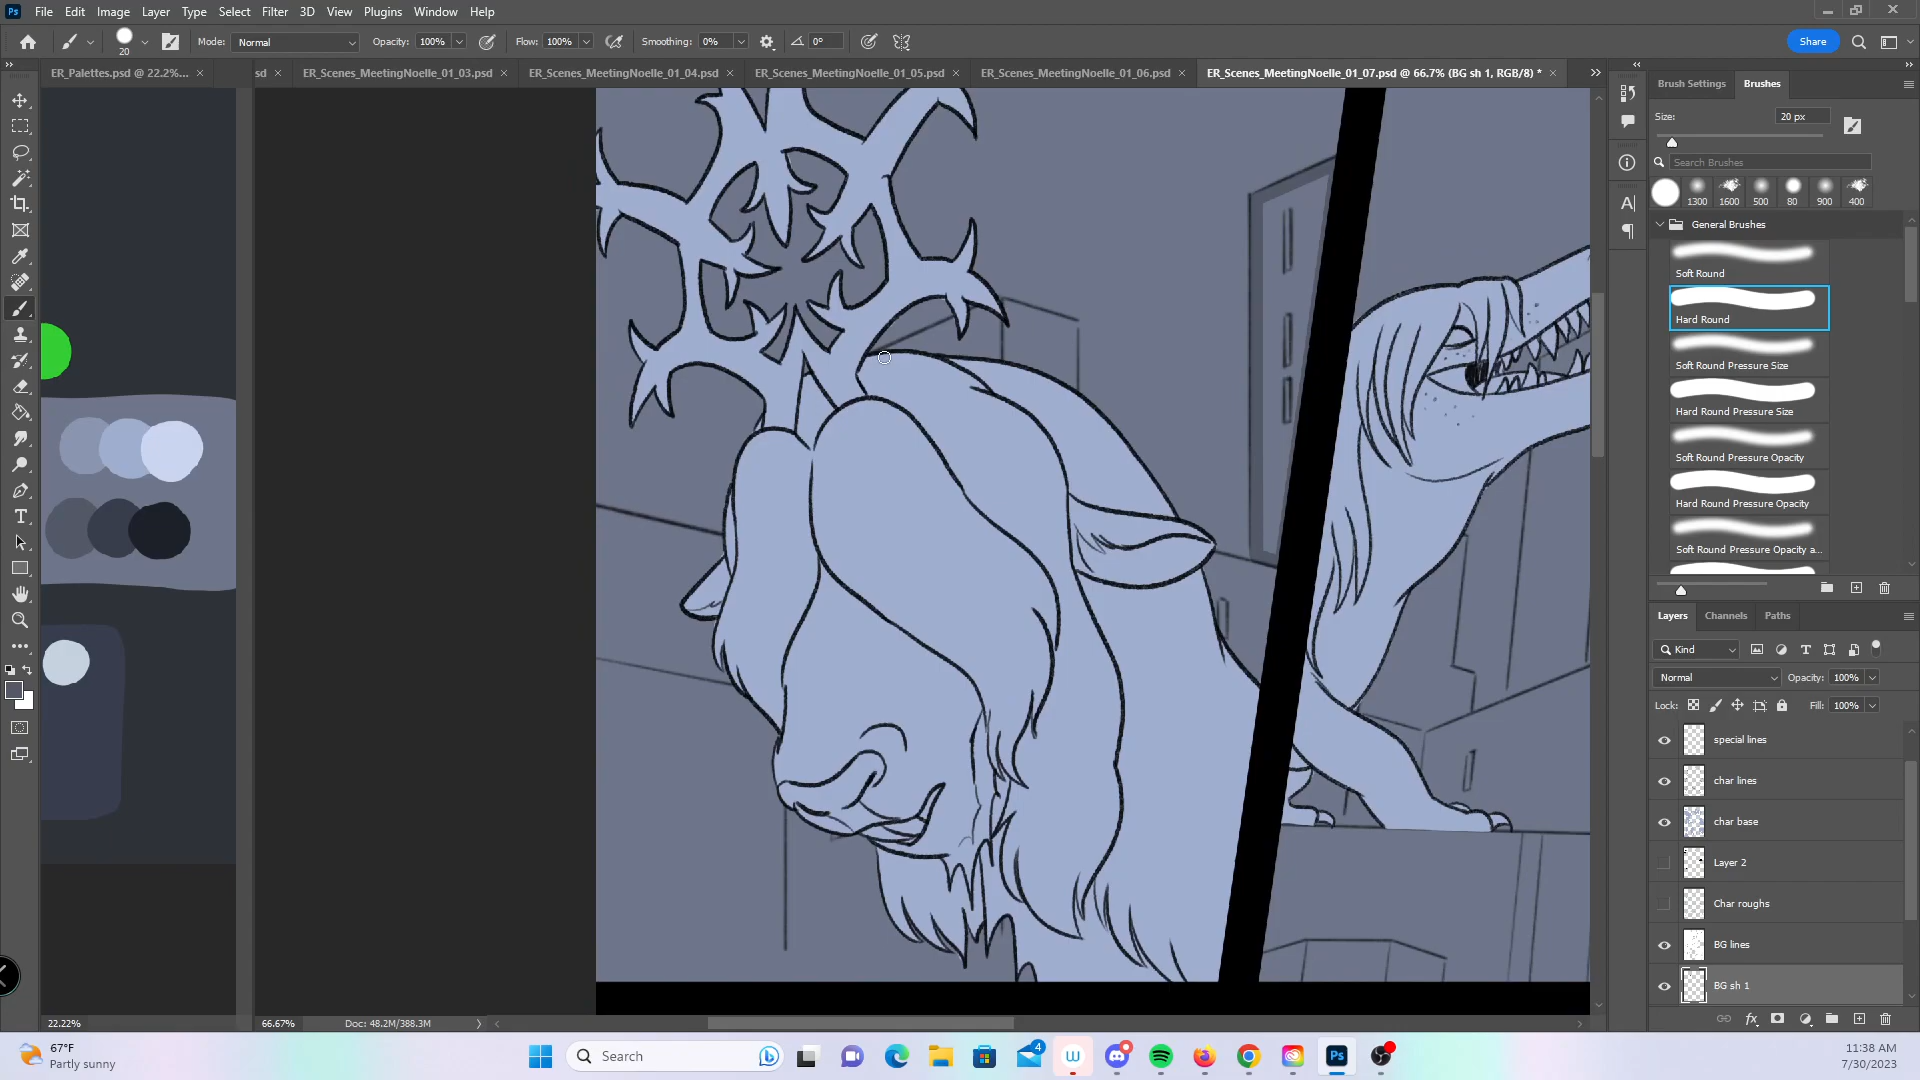 Ps File Edit Image Layer Type Select Filter 3D View Plugins Window Help
20 Mode: Normal Opacity: 100% Flow: 100% Smoothing: 0% 0° Share
ER_Palettes.psd @ 22.2%... × sd × ER_Scenes_MeetingNoelle_01_03.psd × ER_Scenes_MeetingNoelle_01_04.psd × ER_Scenes_MeetingNoelle_01_05.psd × ER_Scenes_MeetingNoelle_01_06.psd × ER_Scenes_MeetingNoelle_01_07.psd @ 66.7% (BG sh 1, RGB/8) * ×
Brush Settings Brushes
Size: 20 px
Search Brushes
1300 1600 500 80 900 400
General Brushes
Soft Round
Hard Round
Soft Round Pressure Size
Hard Round Pressure Size
Soft Round Pressure Opacity
Hard Round Pressure Opacity
Soft Round Pressure Opacity a...
Layers Channels Paths
Kind
Normal Opacity: 100%
Lock: Fill: 100%
special lines
char lines
char base
Layer 2
Char roughs
BG lines
BG sh 1
22.22% 66.67% Doc: 48.2M/388.3M
67°F
Partly sunny
Search
4
Ps
11:38 AM
7/30/2023